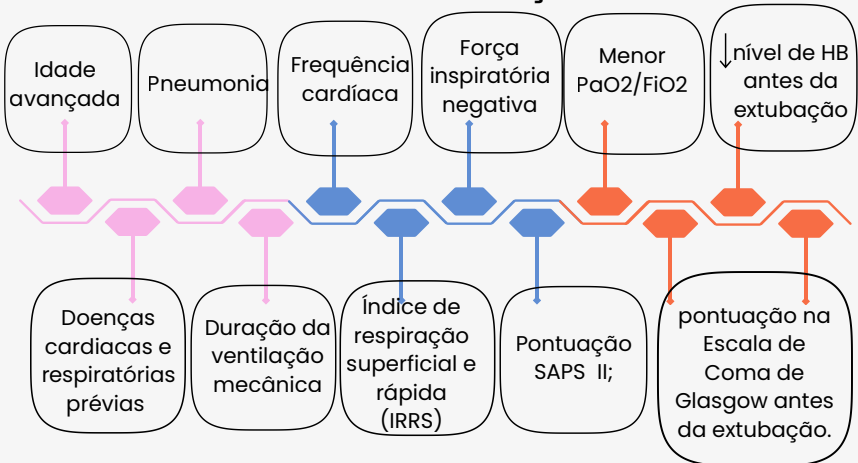 Idade
avançada
Pneumonia
Frequência
cardíaca
Força
inspiratória
negativa
Menor
PaO2/FiO2
↓nível de HB
antes da
extubação
Doenças
cardiacas e
respiratórias
prévias
Duração da
ventilação
mecânica
Índice de
respiração
superficial e
rápida
(IRRS)
Pontuação
SAPS II;
pontuação na
Escala de
Coma de
Glasgow antes
da extubação.